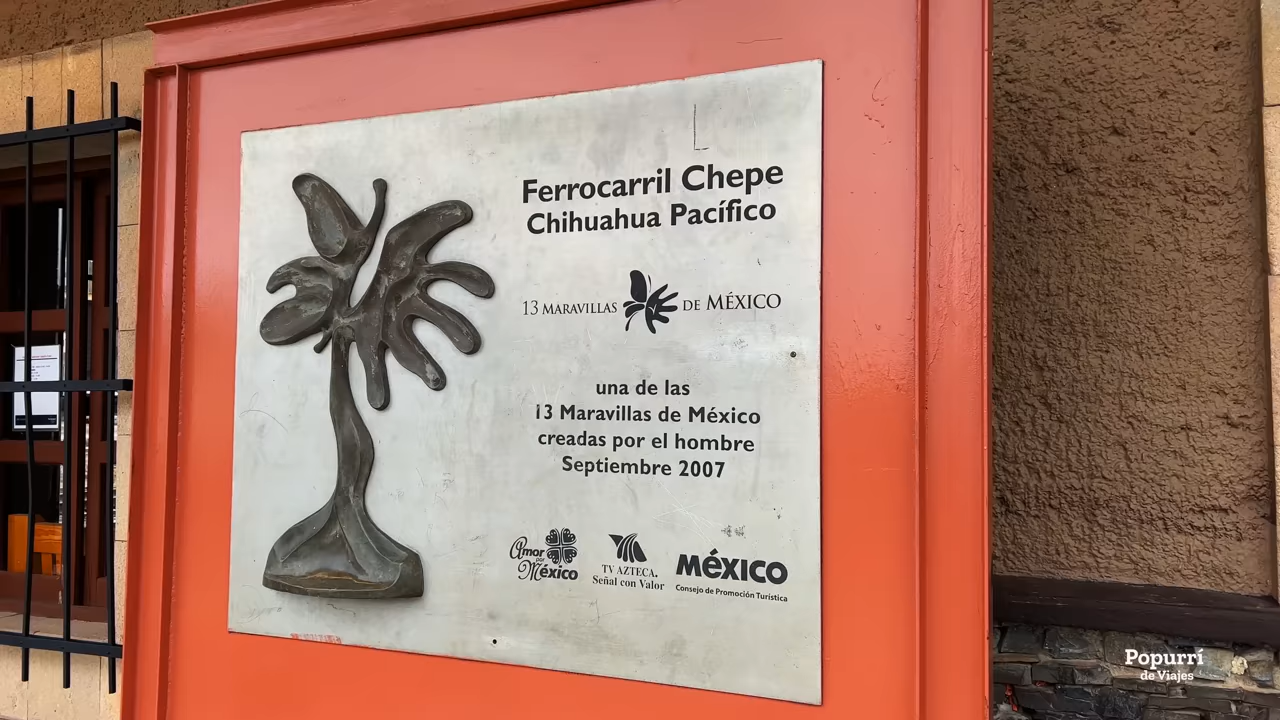 Ferrocarril Chepe
Chihuahua Pacífico
13 MARAVILLAS DE MÉXICO
una de las
13 Maravillas de México
creadas por el hombre
Septiembre 2007
Amor por México
TV AZTECA.
Señal con Valor
MÉXICO
Consejo de Promoción Turística
Popurrí
de Viajes